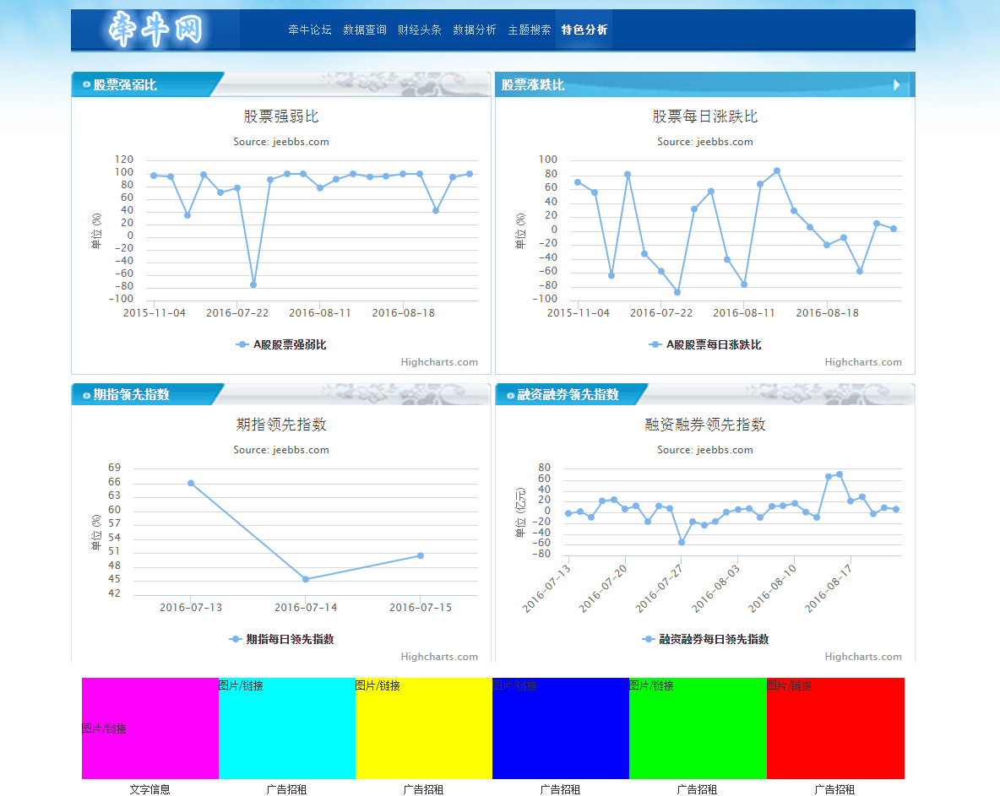 牵牛网
牵牛论坛 数据查询 财经头条 数据分析 主题搜索 特色分析
股票强弱比
股票强弱比
Source: jeebbs.com
单位 (%)
120
100
80
60
40
20
0
-20
-40
-60
-80
-100
2015-11-04 2016-07-22 2016-08-11 2016-08-18
A股股票强弱比
Highcharts.com
股票涨跌比
股票每日涨跌比
Source: jeebbs.com
单位 (%)
100
80
60
40
20
0
-20
-40
-60
-80
-100
2015-11-04 2016-07-22 2016-08-11 2016-08-18
A股股票每日涨跌比
Highcharts.com
期指领先指数
期指领先指数
Source: jeebbs.com
单位 (%)
69
66
63
60
57
54
51
48
45
42
2016-07-13 2016-07-14 2016-07-15
期指每日领先指数
Highcharts.com
融资融券领先指数
融资融券领先指数
Source: jeebbs.com
单位 (亿元)
80
60
40
20
0
-20
-40
-60
-80
2016-07-13 2016-07-20 2016-07-27 2016-08-03 2016-08-10 2016-08-17
融资融券每日领先指数
Highcharts.com
图片/链接 图片/链接 图片/链接 图片/链接 图片/链接 图片/链接
文字信息 广告招租 广告招租 广告招租 广告招租 广告招租